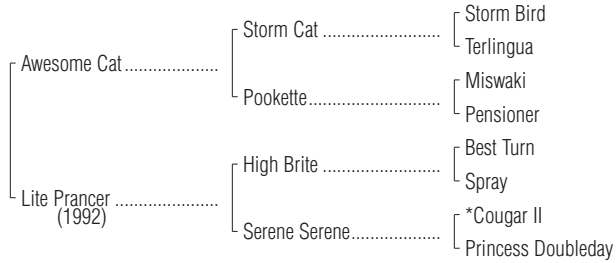 Storm Bird
Storm Cat ..............................
Terlingua
Awesome Cat ........................
Miswaki
Pookette.................................
Pensioner
Best Turn
High Brite ..............................
Spray
Lite Prancer ..........................
(1992)
*Cougar II
Serene Serene.......................
Princess Doubleday